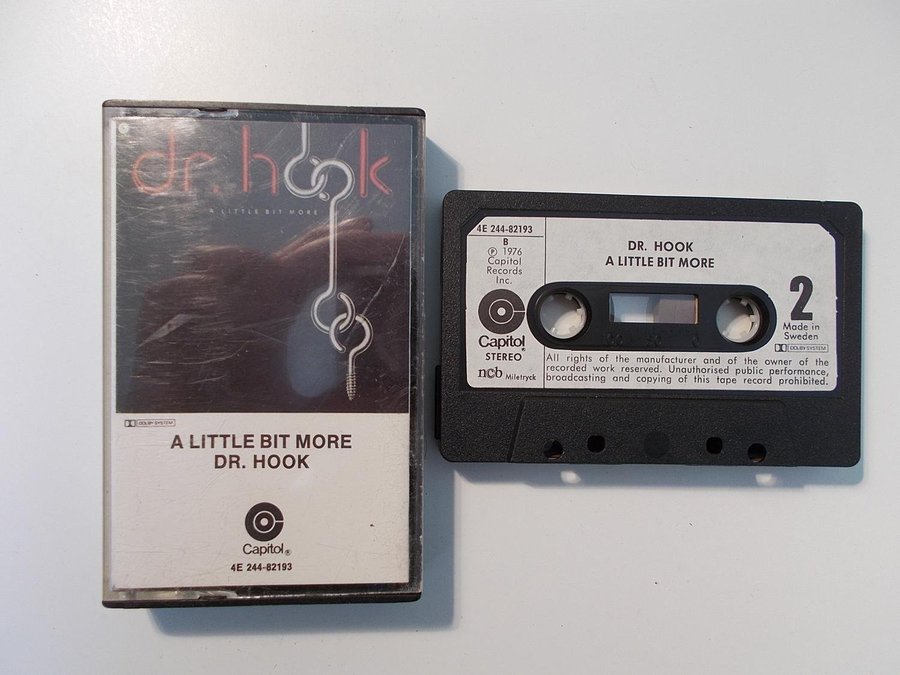 dr. hook
A LITTLE BIT MORE
DOLBY SYSTEM
A LITTLE BIT MORE
DR. HOOK
Capitol®
4E 244-82193
4E 244-82193
B
℗ 1976
Capitol
Records
Inc.
Capitol®
STEREO
ncb Miletryck
DR. HOOK
A LITTLE BIT MORE
2
Made in
Sweden
DOLBY SYSTEM
All rights of the manufacturer and of the owner of the
recorded work reserved. Unauthorised public performance,
broadcasting and copying of this tape record prohibited.